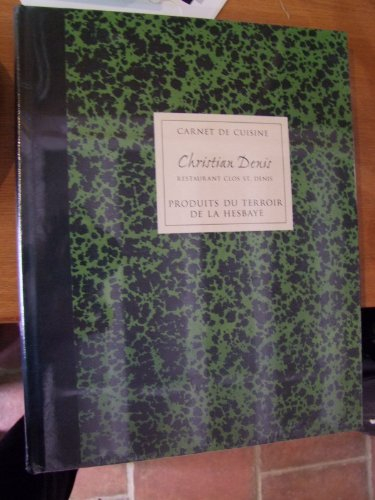 CARNET DE CUISINE
Christian Denis
RESTAURANT CLOS ST. DENIS
PRODUITS DU TERROIR
DE LA HESBAYE